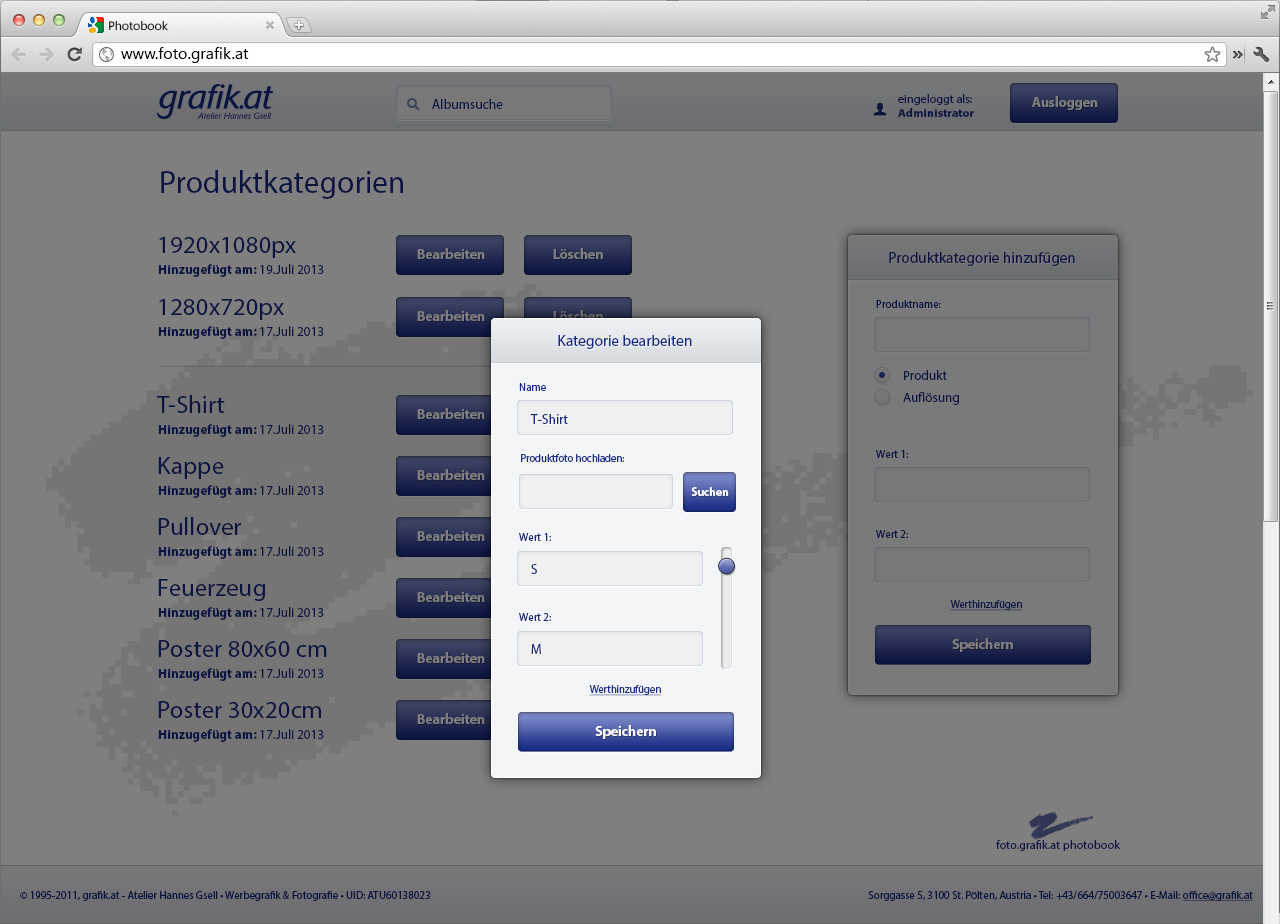 Photobook
www.foto.grafik.at
grafik.at
Atelier Hannes Gsell
Albumsuche
eingeloggt als:
Administrator
Ausloggen
Produktkategorien
1920x1080px
Hinzugefügt am: 19.Juli 2013
Bearbeiten
Löschen
1280x720px
Hinzugefügt am: 17.Juli 2013
Bearbeiten
Löschen
T-Shirt
Hinzugefügt am: 17.Juli 2013
Bearbeiten
Kappe
Hinzugefügt am: 17.Juli 2013
Bearbeiten
Pullover
Hinzugefügt am: 17.Juli 2013
Bearbeiten
Feuerzeug
Hinzugefügt am: 17.Juli 2013
Bearbeiten
Poster 80x60 cm
Hinzugefügt am: 17.Juli 2013
Bearbeiten
Poster 30x20cm
Hinzugefügt am: 17.Juli 2013
Bearbeiten
Kategorie bearbeiten
Name
T-Shirt
Produktfoto hochladen:
Suchen
Wert 1:
S
Wert 2:
M
Werthinzufügen
Speichern
Produktkategorie hinzufügen
Produktname:
Produkt
Auflösung
Wert 1:
Wert 2:
Werthinzufügen
Speichern
foto.grafik.at photobook
© 1995-2011, grafik.at - Atelier Hannes Gsell • Werbegrafik & Fotografie • UID: ATU60138023
Sorggasse 5, 3100 St. Pölten, Austria • Tel: +43/664/75003647 • E-Mail: office@grafik.at